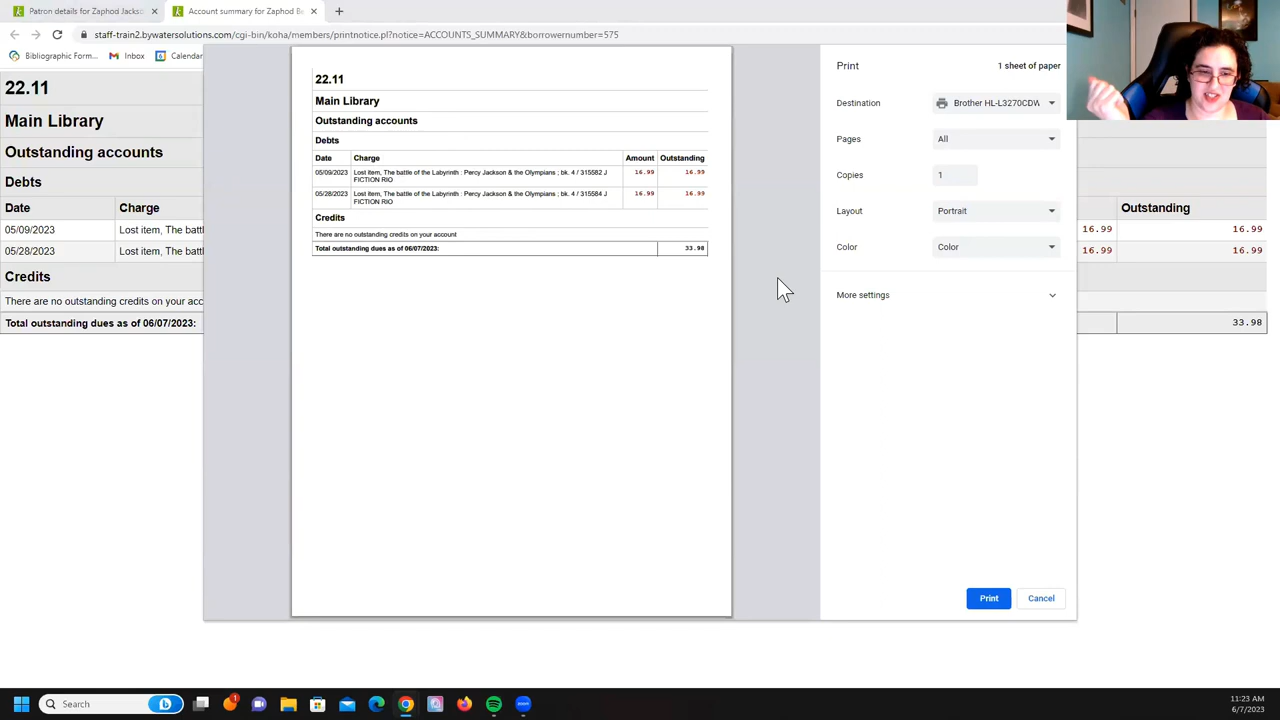 Patron details for Zaphod Jackso
Account summary for Zaphod Be
staff-train2.bywatersolutions.com/cgi-bin/koha/members/printnotice.pl?notice=ACCOUNTS_SUMMARY&borrowernumber=575
Bibliographic Form...
Inbox
Calendar
22.11
Main Library
Outstanding accounts
Debts
Date Charge
05/09/2023 Lost item, The batt
05/28/2023 Lost item, The battl
Credits
There are no outstanding credits on your acc
Total outstanding dues as of 06/07/2023:
22.11
Main Library
Outstanding accounts
Debts
Date Charge Amount Outstanding
05/09/2023 Lost item, The battle of the Labyrinth : Percy Jackson & the Olympians ; bk. 4 / 315582 J FICTION RIO 16.99 16.99
05/28/2023 Lost item, The battle of the Labyrinth : Percy Jackson & the Olympians ; bk. 4 / 315584 J FICTION RIO 16.99 16.99
Credits
There are no outstanding credits on your account
Total outstanding dues as of 06/07/2023: 33.98
Print 1 sheet of paper
Destination Brother HL-L3270CDW
Pages All
Copies 1
Layout Portrait
Color Color
More settings
Print Cancel
Outstanding
16.99 16.99
16.99 16.99
33.98
Search
1
11:23 AM
6/7/2023